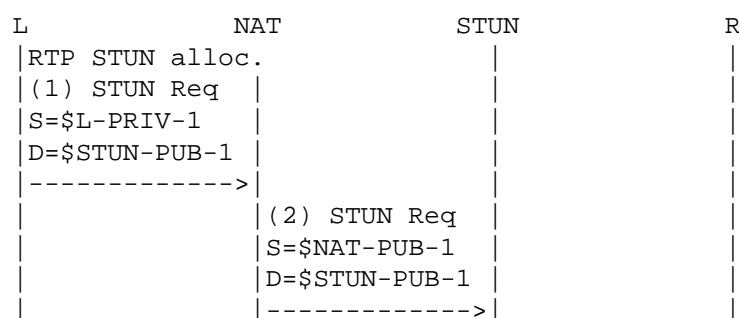 L             NAT           STUN             R
|RTP STUN alloc.              |              |
|(1) STUN Req  |              |              |
|S=$L-PRIV-1   |              |              |
|D=$STUN-PUB-1 |              |              |
|------------->|              |              |
|              |(2) STUN Req  |              |
|              |S=$NAT-PUB-1  |              |
|              |D=$STUN-PUB-1 |              |
|              |------------->|              |